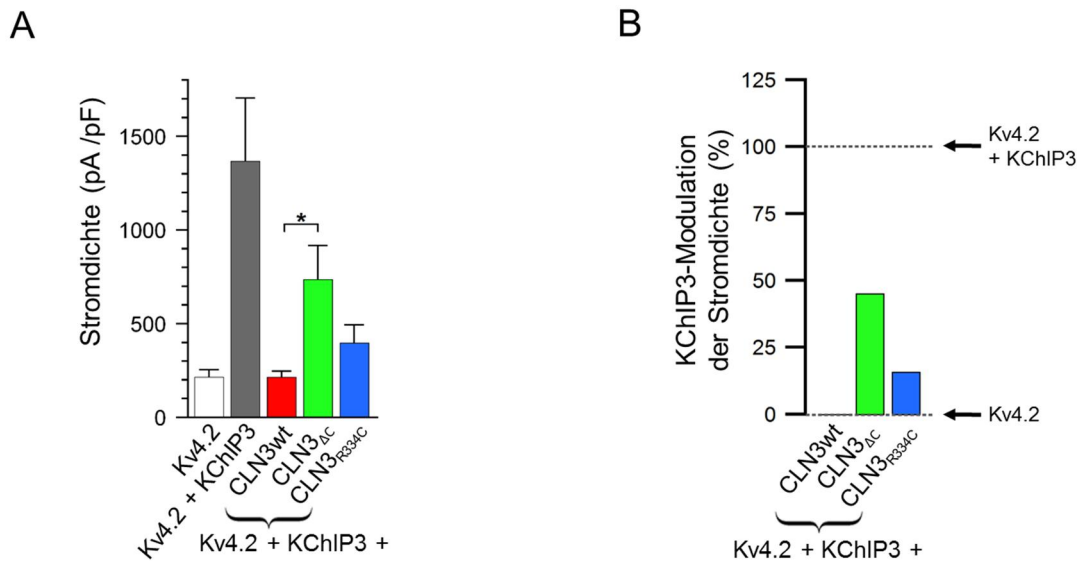 A
Stromdichte (pA /pF)
1500
1000
500
0
*
Kv4.2
Kv4.2 + KChIP3
CLN3wt
CLN3ΔC
CLN3R334C
Kv4.2 + KChIP3 +
B
KChIP3-Modulation
der Stromdichte (%)
125
100
75
50
25
0
Kv4.2
+ KChIP3
Kv4.2
CLN3wt
CLN3ΔC
CLN3R334C
Kv4.2 + KChIP3 +